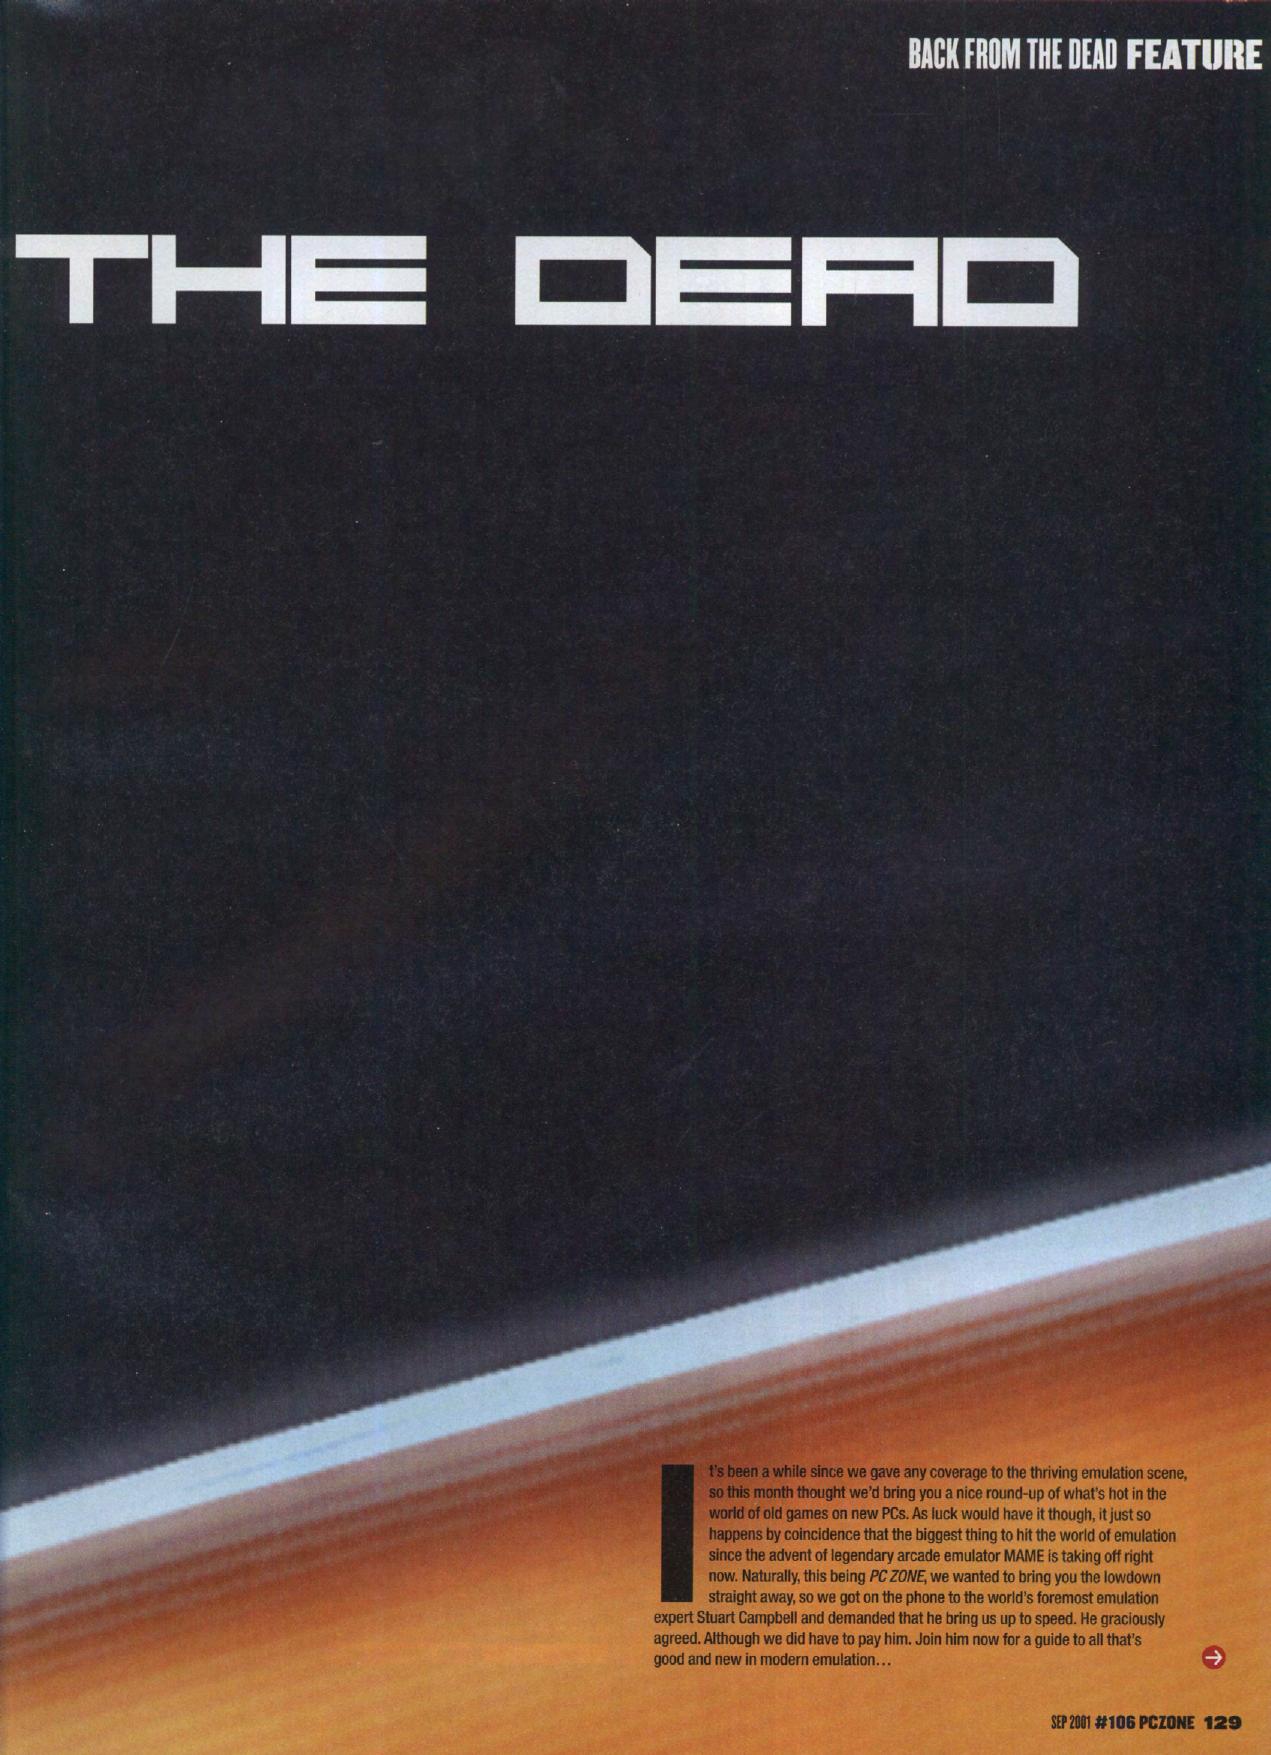 BACK FROM THE DEAD FEATURE
THE DEAD
It's been a while since we gave any coverage to the thriving emulation scene,
so this month thought we'd bring you a nice round-up of what's hot in the
world of old games on new PCs. As luck would have it though, it just so
happens by coincidence that the biggest thing to hit the world of emulation
since the advent of legendary arcade emulator MAME is taking off right
now. Naturally, this being PC ZONE, we wanted to bring you the lowdown
straight away, so we got on the phone to the world's foremost emulation
expert Stuart Campbell and demanded that he bring us up to speed. He graciously
agreed. Although we did have to pay him. Join him now for a guide to all that's
good and new in modern emulation...
SEP 2001 #106 PCZONE 129